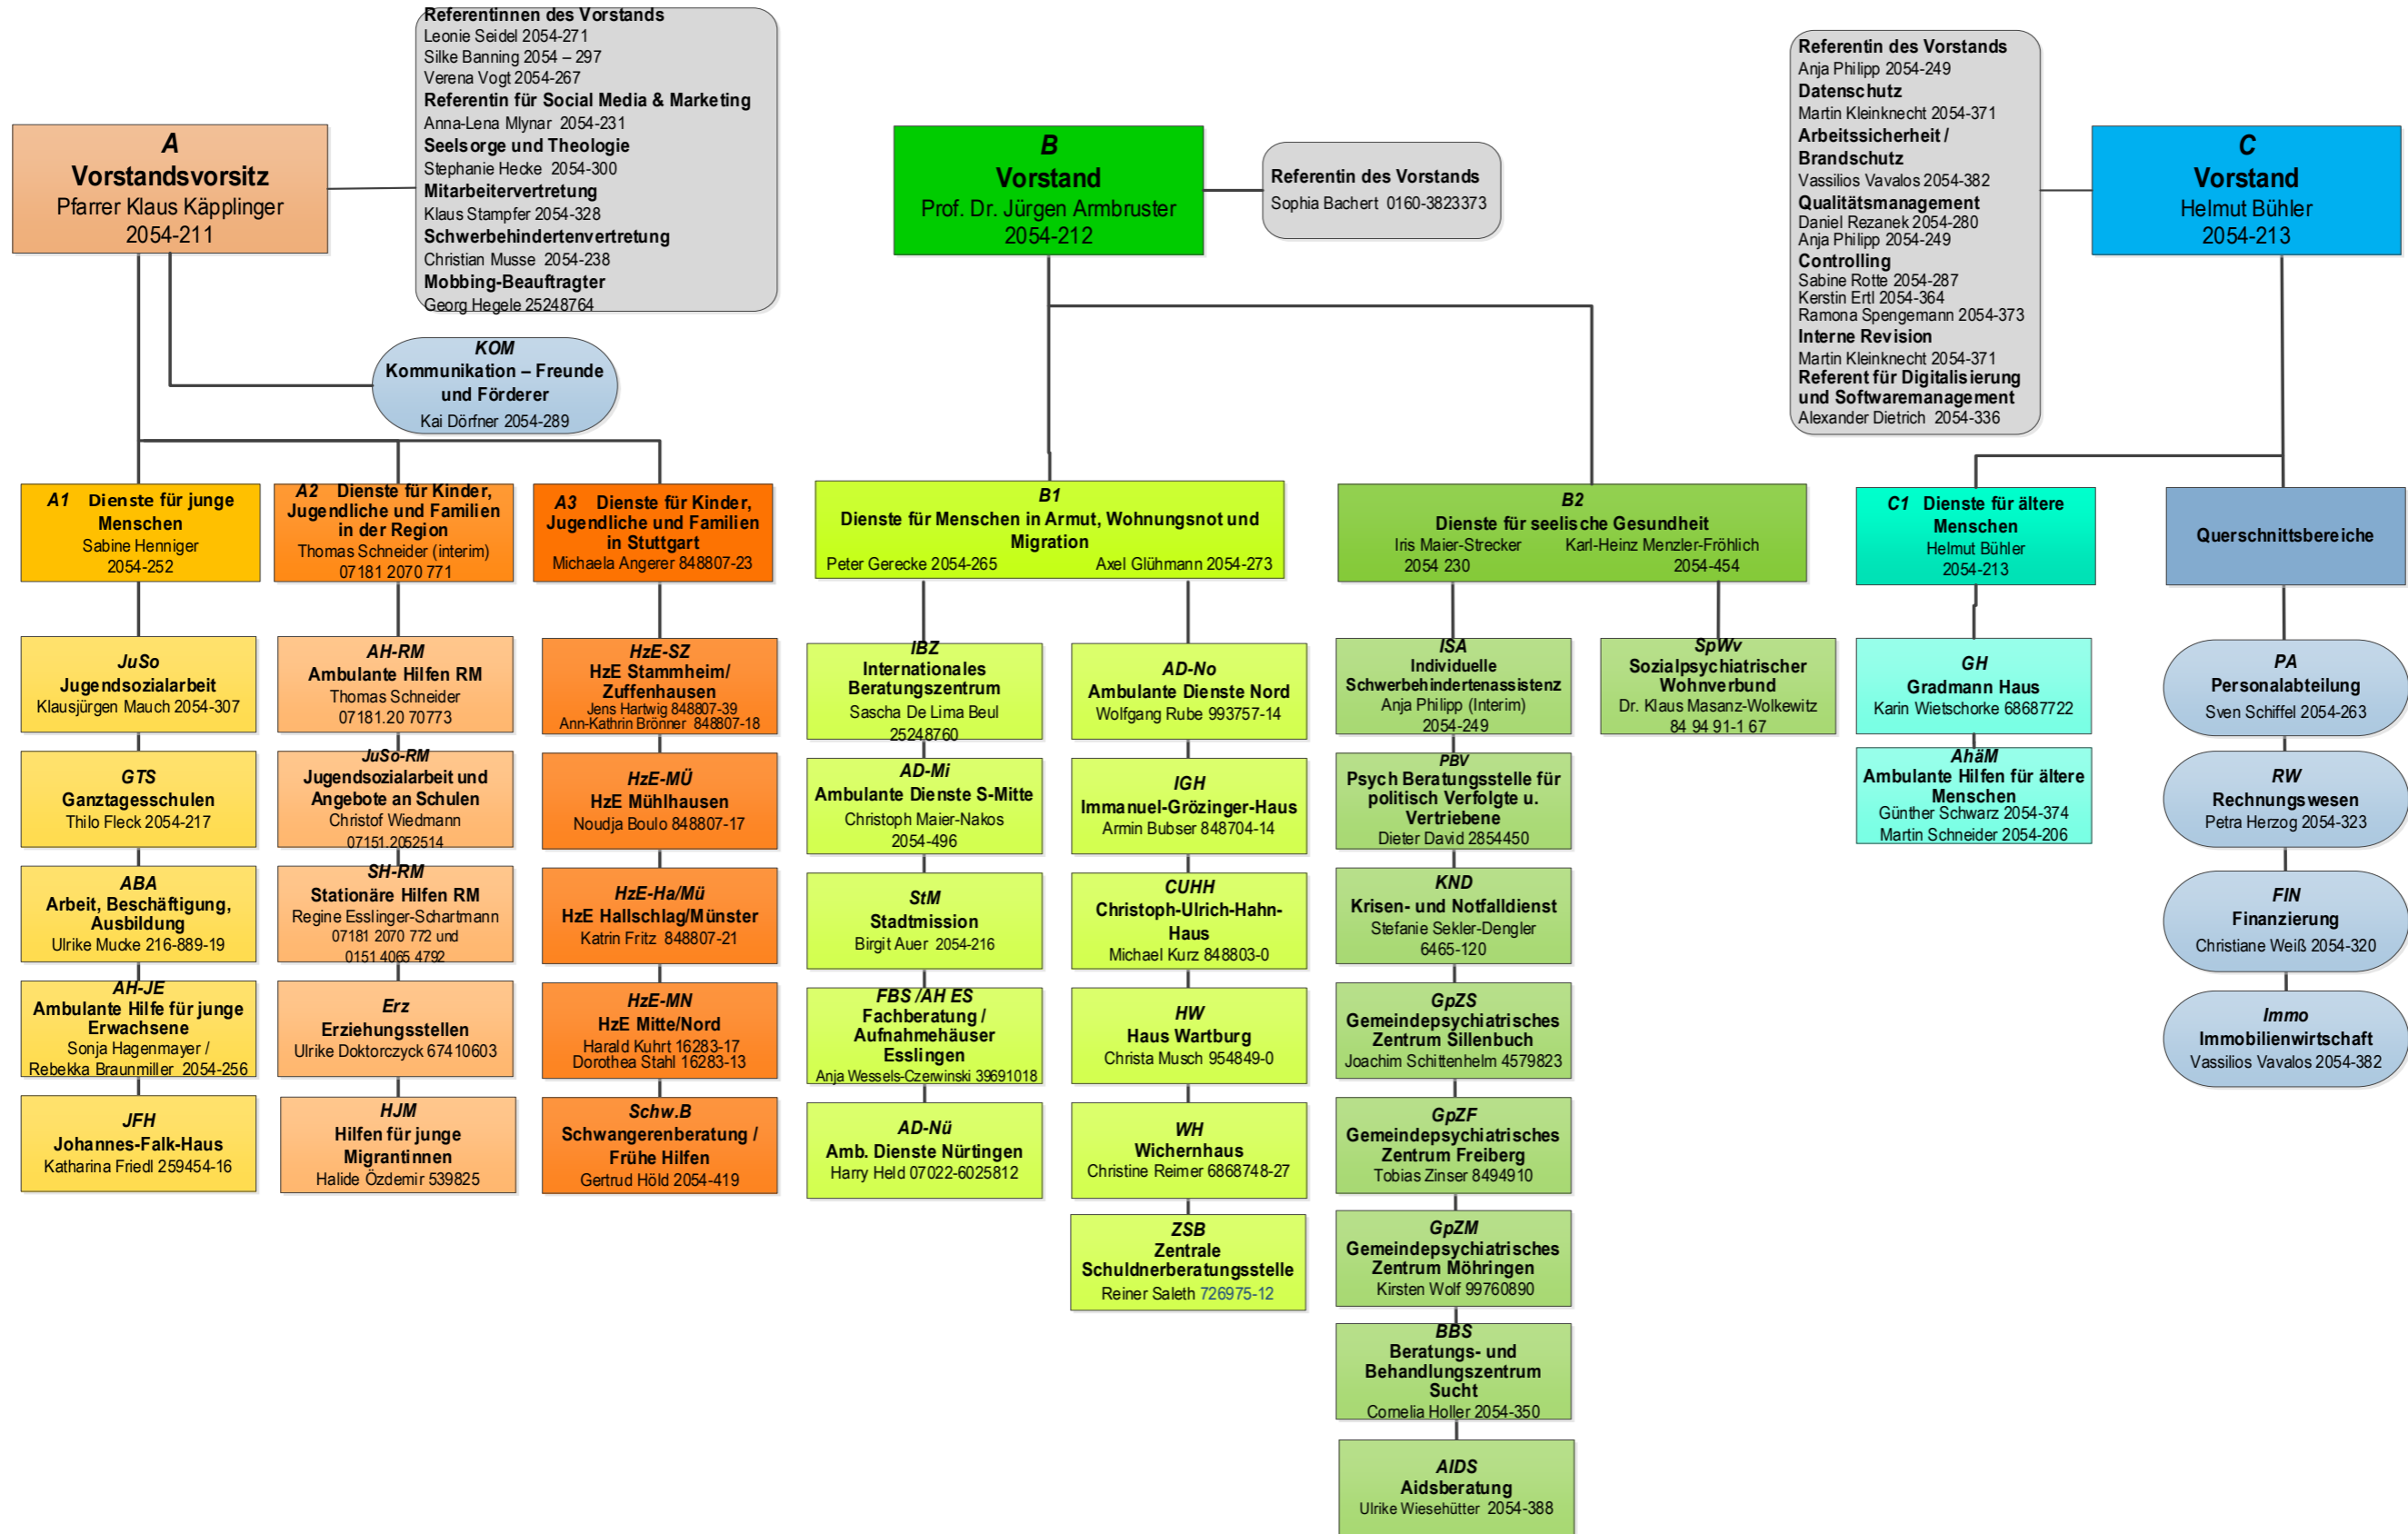 Referentinnen des Vorstands
Leonie Seidel 2054-271
Silke Banning 2054 – 297
Verena Vogt 2054-267
Referentin für Social Media & Marketing
Anna-Lena Mlynar 2054-231
Seelsorge und Theologie
Stephanie Hecke 2054-300
Mitarbeitervertretung
Klaus Stampfer 2054-328
Schwerbehindertenvertretung
Christian Musse 2054-238
Mobbing-Beauftragter
Georg Hegele 25248764
A
Vorstandsvorsitz
Pfarrer Klaus Käpplinger
2054-211
KOM
Kommunikation – Freunde
und Förderer
Kai Dörfner 2054-289
B
Vorstand
Prof. Dr. Jürgen Armbruster
2054-212
Referentin des Vorstands
Sophia Bachert 0160-3823373
Referentin des Vorstands
Anja Philipp 2054-249
Datenschutz
Martin Kleinknecht 2054-371
Arbeitssicherheit /
Brandschutz
Vassilios Vavalos 2054-382
Qualitätsmanagement
Daniel Rezanek 2054-280
Anja Philipp 2054-249
Controlling
Sabine Rotte 2054-287
Kerstin Ertl 2054-364
Ramona Spengemann 2054-373
Interne Revision
Martin Kleinknecht 2054-371
Referent für Digitalisierung
und Softwaremanagement
Alexander Dietrich 2054-336
C
Vorstand
Helmut Bühler
2054-213
A1 Dienste für junge
Menschen
Sabine Henniger
2054-252
JuSo
Jugendsozialarbeit
Klausjürgen Mauch 2054-307
GTS
Ganztagesschulen
Thilo Fleck 2054-217
ABA
Arbeit, Beschäftigung,
Ausbildung
Ulrike Mucke 216-889-19
AH-JE
Ambulante Hilfe für junge
Erwachsene
Sonja Hagenmayer /
Rebekka Braunmiller 2054-256
JFH
Johannes-Falk-Haus
Katharina Friedl 259454-16
A2 Dienste für Kinder,
Jugendliche und Familien
in der Region
Thomas Schneider (interim)
07181 2070 771
AH-RM
Ambulante Hilfen RM
Thomas Schneider
07181.20 70773
JuSo-RM
Jugendsozialarbeit und
Angebote an Schulen
Christof Wiedmann
07151.2052514
SH-RM
Stationäre Hilfen RM
Regine Esslinger-Schartmann
07181 2070 772 und
0151 4065 4792
Erz
Erziehungsstellen
Ulrike Doktorczyck 67410603
HJM
Hilfen für junge
Migrantinnen
Halide Özdemir 539825
A3 Dienste für Kinder,
Jugendliche und Familien
in Stuttgart
Michaela Angerer 848807-23
HzE-SZ
HzE Stammheim/
Zuffenhausen
Jens Hartwig 848807-39
Ann-Kathrin Brönner 848807-18
HzE-MÜ
HzE Mühlhausen
Noudja Boulo 848807-17
HzE-Ha/Mü
HzE Hallschlag/Münster
Katrin Fritz 848807-21
HzE-MN
HzE Mitte/Nord
Harald Kuhrt 16283-17
Dorothea Stahl 16283-13
Schw.B
Schwangerenberatung /
Frühe Hilfen
Gertrud Höld 2054-419
B1
Dienste für Menschen in Armut, Wohnungsnot und
Migration
Peter Gerecke 2054-265 Axel Glühmann 2054-273
IBZ
Internationales
Beratungszentrum
Sascha De Lima Beul
25248760
AD-Mi
Ambulante Dienste S-Mitte
Christoph Maier-Nakos
2054-496
StM
Stadtmission
Birgit Auer 2054-216
FBS /AH ES
Fachberatung /
Aufnahmehäuser
Esslingen
Anja Wessels-Czerwinski 39691018
AD-Nü
Amb. Dienste Nürtingen
Harry Held 07022-6025812
AD-No
Ambulante Dienste Nord
Wolfgang Rube 993757-14
IGH
Immanuel-Grözinger-Haus
Armin Bubser 848704-14
CUHH
Christoph-Ulrich-Hahn-
Haus
Michael Kurz 848803-0
HW
Haus Wartburg
Christa Musch 954849-0
WH
Wichernhaus
Christine Reimer 6868748-27
ZSB
Zentrale
Schuldnerberatungsstelle
Reiner Saleth 726975-12
B2
Dienste für seelische Gesundheit
Iris Maier-Strecker Karl-Heinz Menzler-Fröhlich
2054 230 2054-454
ISA
Individuelle
Schwerbehindertenassistenz
Anja Philipp (Interim)
2054-249
PBV
Psych Beratungsstelle für
politisch Verfolgte u.
Vertriebene
Dieter David 2854450
KND
Krisen- und Notfalldienst
Stefanie Sekler-Dengler
6465-120
GpZS
Gemeindepsychiatrisches
Zentrum Sillenbuch
Joachim Schittenhelm 4579823
GpZF
Gemeindepsychiatrisches
Zentrum Freiberg
Tobias Zinser 8494910
GpZM
Gemeindepsychiatrisches
Zentrum Möhringen
Kirsten Wolf 99760890
BBS
Beratungs- und
Behandlungszentrum
Sucht
Cornelia Holler 2054-350
AIDS
Aidsberatung
Ulrike Wiesehütter 2054-388
SpWv
Sozialpsychiatrischer
Wohnverbund
Dr. Klaus Masanz-Wolkewitz
84 94 91-1 67
C1 Dienste für ältere
Menschen
Helmut Bühler
2054-213
GH
Gradmann Haus
Karin Wietschorke 68687722
AhäM
Ambulante Hilfen für ältere
Menschen
Günther Schwarz 2054-374
Martin Schneider 2054-206
Querschnittsbereiche
PA
Personalabteilung
Sven Schiffel 2054-263
RW
Rechnungswesen
Petra Herzog 2054-323
FIN
Finanzierung
Christiane Weiß 2054-320
Immo
Immobilienwirtschaft
Vassilios Vavalos 2054-382